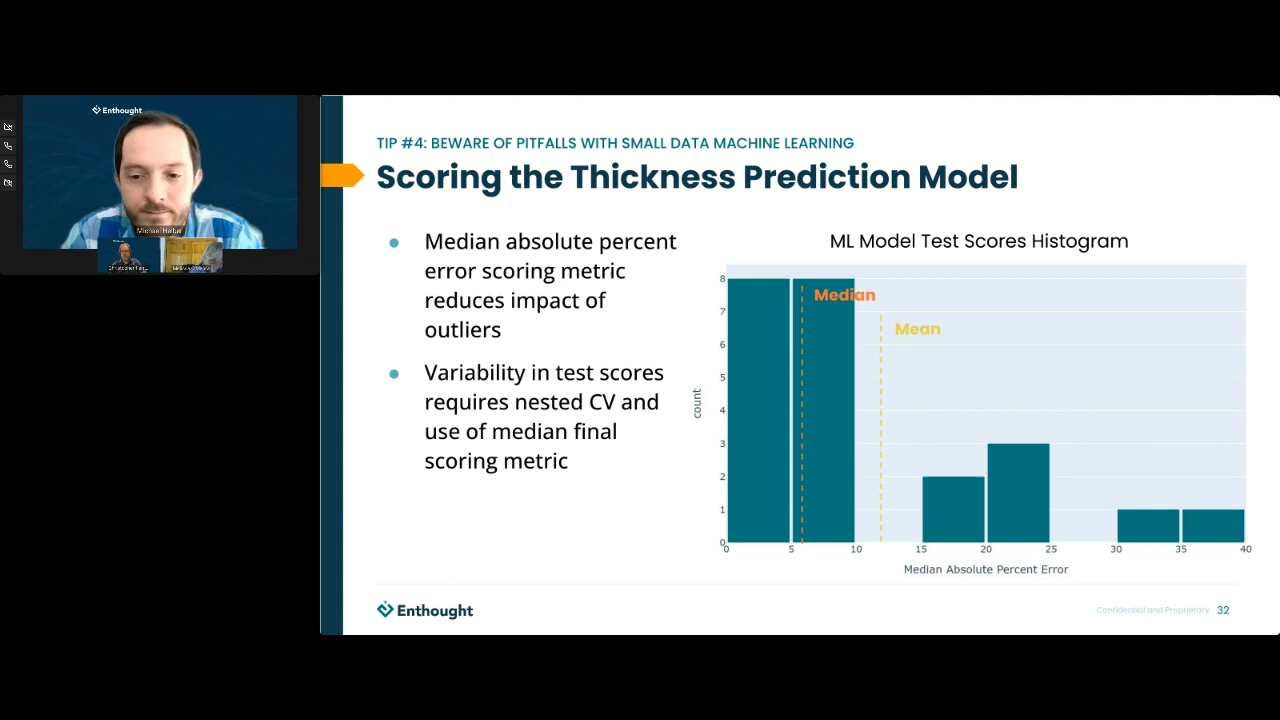 Enthought
Michael Heiber
TIP #4: BEWARE OF PITFALLS WITH SMALL DATA MACHINE LEARNING
Scoring the Thickness Prediction Model
Median absolute percent
error scoring metric
reduces impact of
outliers
Variability in test scores
requires nested CV and
use of median final
scoring metric
ML Model Test Scores Histogram
Median
Mean
count
8
7
6
5
4
3
2
1
0
0 5 10 15 20 25 30 35 40
Median Absolute Percent Error
Enthought
Confidential and Proprietary 32